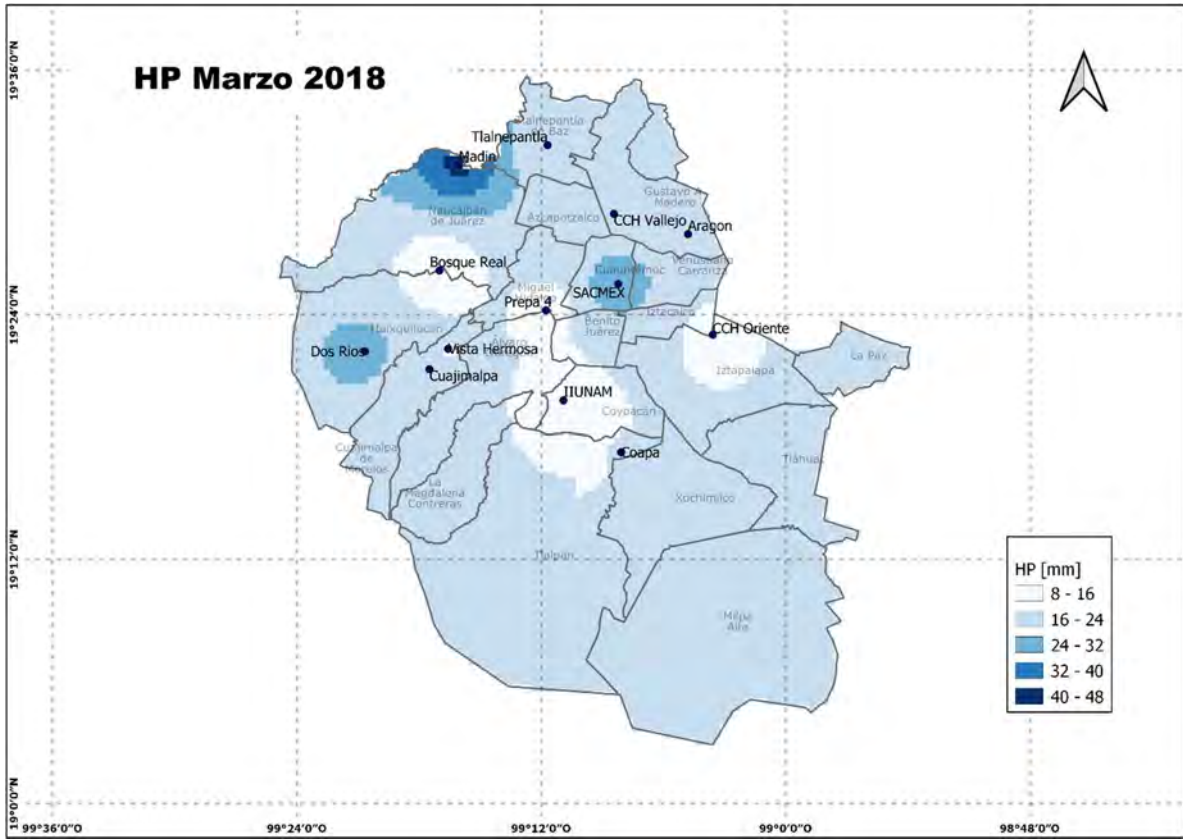 HP Marzo 2018
19°36'0"N
19°24'0"N
19°12'0"N
19°0'0"N
99°36'0"O
99°24'0"O
99°12'0"O
99°0'0"O
98°48'0"O
Tlalnepantla
de Baz
Tlalnepantla
Madin
Naucalpan
de Juárez
Azcapotzalco
Gustavo A.
Madero
CCH Vallejo
Aragon
Bosque Real
Cuauhtémoc
Venustiano
Carranza
SACMEX
Miguel
Prepa 4
Iztacalco
Benito
Juárez
CCH Oriente
Huixquilucan
Dos Rios
Vista Hermosa
Álvaro
Cuajimalpa
Iztapalapa
La Paz
IIUNAM
Coyoacán
Coapa
Cuajimalpa
de
Morelos
La
Magdalena
Contreras
Tláhuac
Xochimilco
Tlalpan
Milpa
Alta
HP [mm]
8 - 16
16 - 24
24 - 32
32 - 40
40 - 48